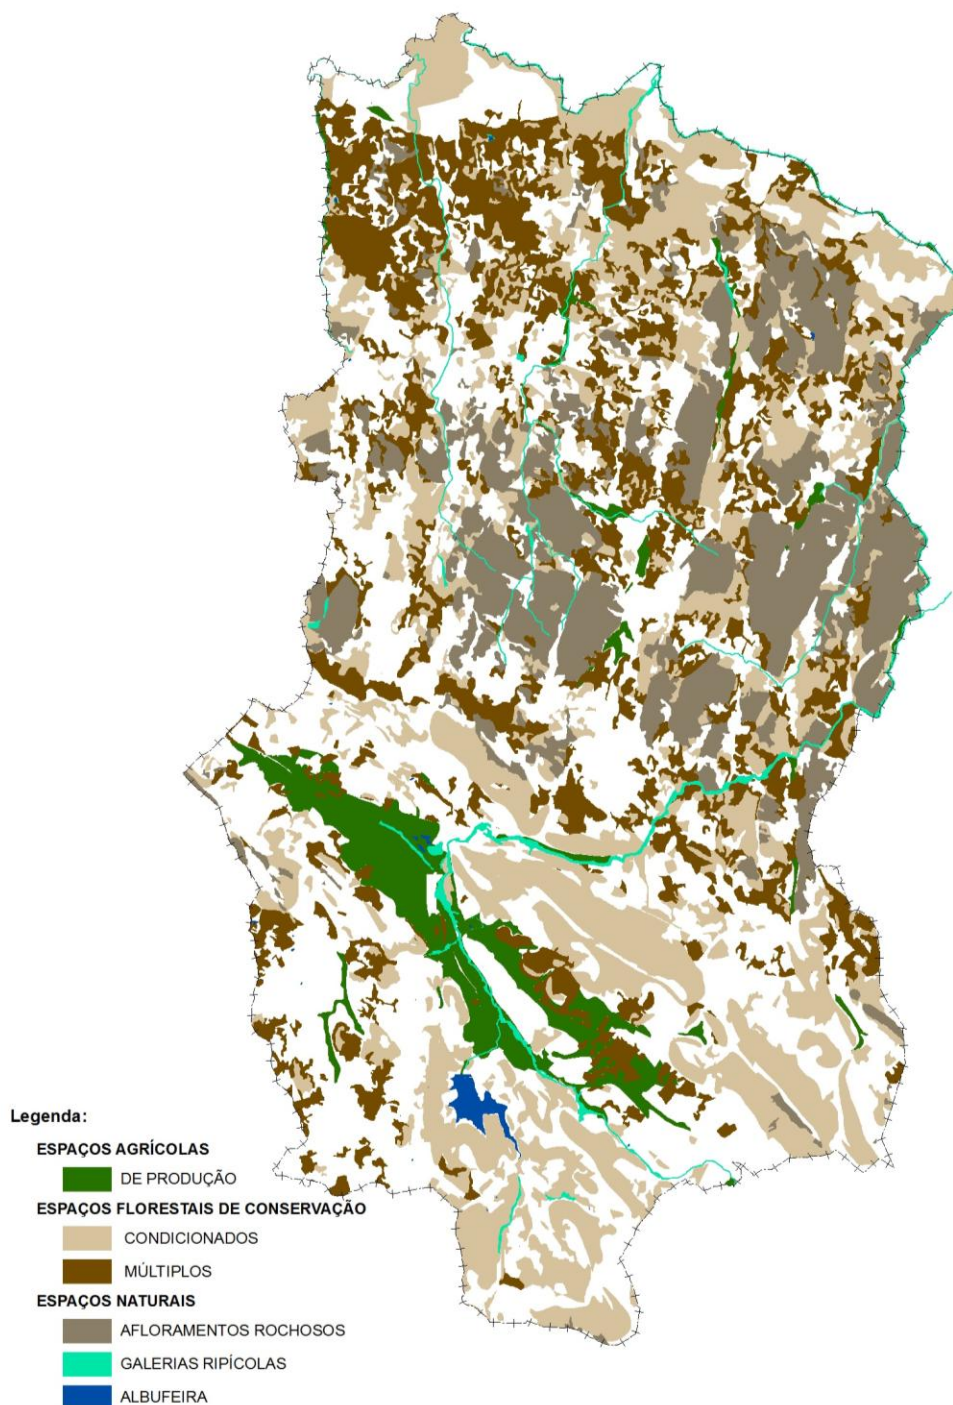 Legenda:
ESPAÇOS AGRÍCOLAS
DE PRODUÇÃO
ESPAÇOS FLORESTAIS DE CONSERVAÇÃO
CONDICIONADOS
MÚLTIPLOS
ESPAÇOS NATURAIS
AFLORAMENTOS ROCHOSOS
GALERIAS RIPÍCOLAS
ALBUFEIRA